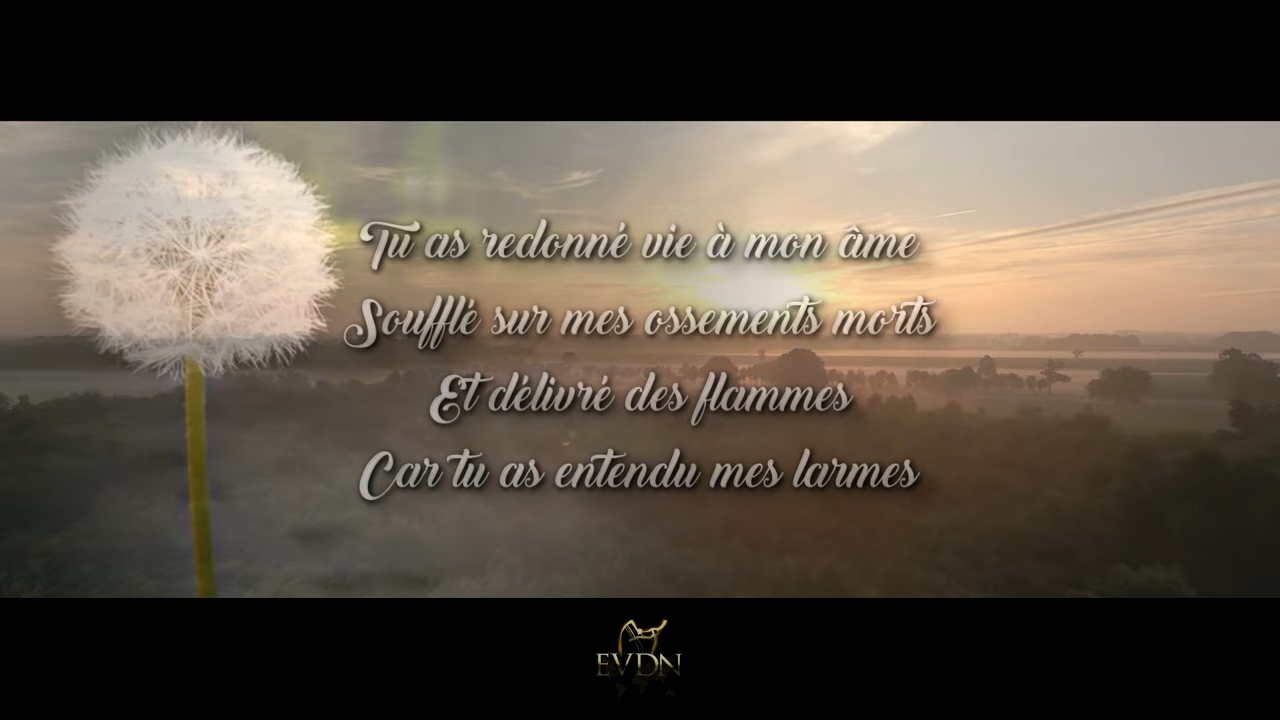 Tu as redonné vie à mon âme
Soufflé sur mes ossements morts
Et délivré des flammes
Car tu as entendu mes larmes
EVDN